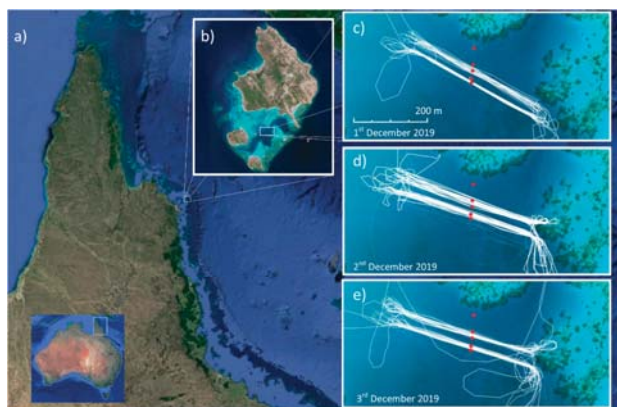 a)
b)
c)
200 m
1st December 2019
d)
2nd December 2019
e)
3rd December 2019